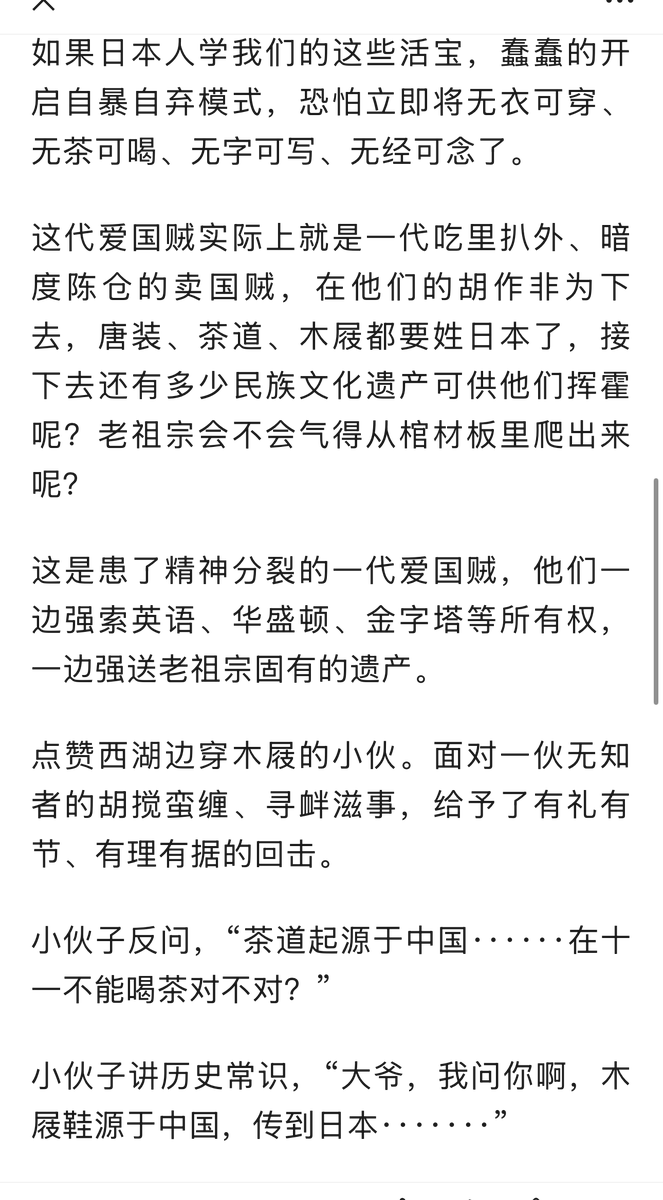 如果日本人学我们的这些活宝，蠢蠢的开
启自暴自弃模式，恐怕立即将无衣可穿、
无茶可喝、无字可写、无经可念了。
这代爱国贼实际上就是一代吃里扒外、暗
度陈仓的卖国贼，在他们的胡作非为下
去，唐装、茶道、木屐都要姓日本了，接
下去还有多少民族文化遗产可供他们挥霍
呢？老祖宗会不会气得从棺材板里爬出来
呢？
这是患了精神分裂的一代爱国贼，他们一
边强索英语、华盛顿、金字塔等所有权，
一边强送老祖宗固有的遗产。
点赞西湖边穿木屐的小伙。面对一伙无知
者的胡搅蛮缠、寻衅滋事，给予了有礼有
节、有理有据的回击。
小伙子反问，“茶道起源于中国······在十
一不能喝茶对不对？”
小伙子讲历史常识，“大爷，我问你啊，木
屐鞋源于中国，传到日本·······”